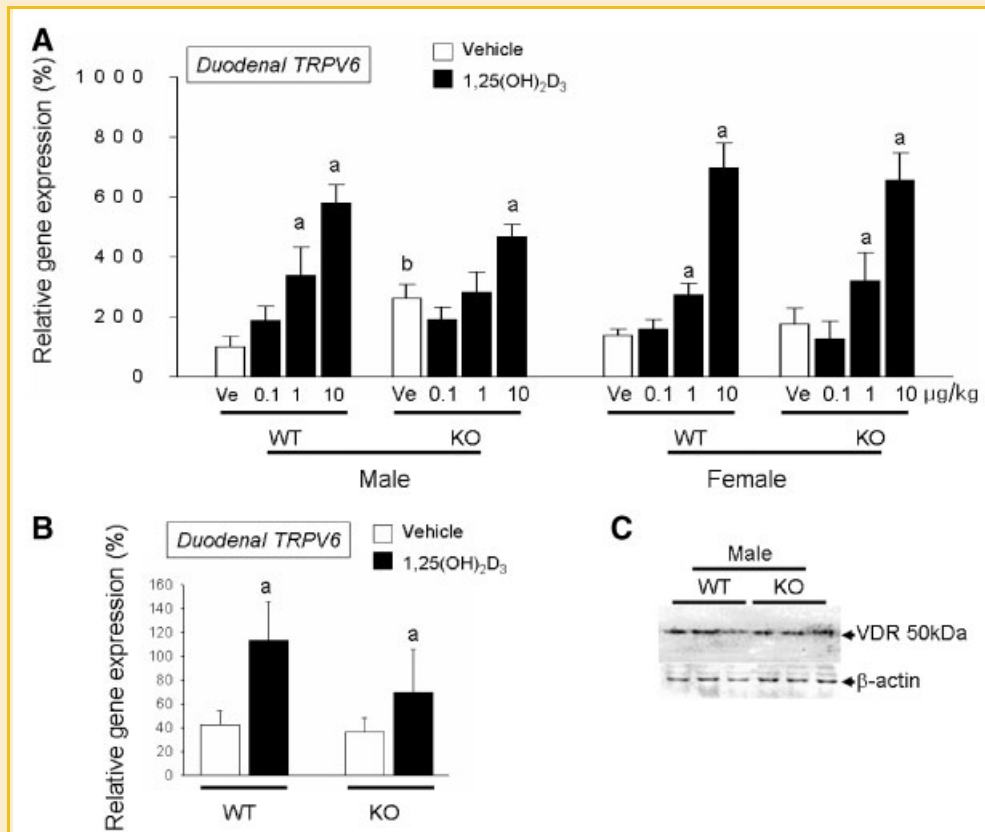 A
Duodenal TRPV6
Vehicle
1,25(OH)₂D₃
Relative gene expression (%)
1000
800
600
400
200
0
a
a
b
a
a
a
a
a
Ve 0.1 1 10 Ve 0.1 1 10 Ve 0.1 1 10 Ve 0.1 1 10 μg/kg
WT KO WT KO
Male Female
B
Duodenal TRPV6
Vehicle
1,25(OH)₂D₃
Relative gene expression (%)
160
140
120
100
80
60
40
20
0
a
a
WT KO
C
Male
WT KO
VDR 50kDa
β-actin